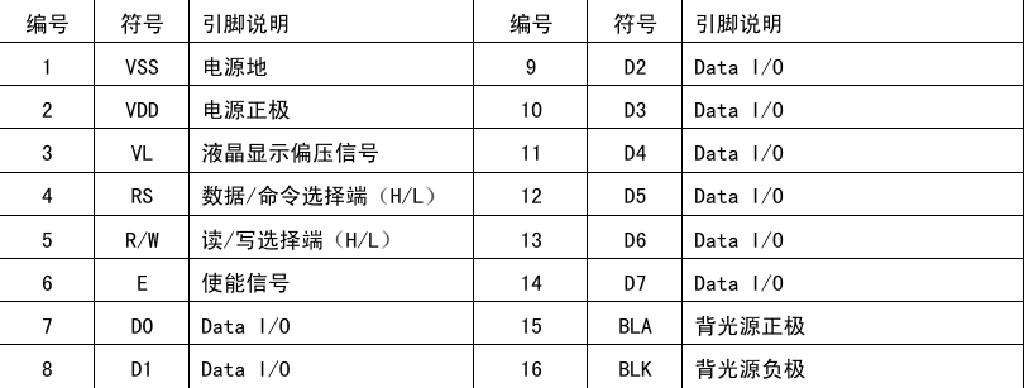 编号 符号 引脚说明 编号 符号 引脚说明
1 VSS 电源地 9 D2 Data I/O
2 VDD 电源正极 10 D3 Data I/O
3 VL 液晶显示偏压信号 11 D4 Data I/O
4 RS 数据/命令选择端（H/L） 12 D5 Data I/O
5 R/W 读/写选择端（H/L） 13 D6 Data I/O
6 E 使能信号 14 D7 Data I/O
7 D0 Data I/O 15 BLA 背光源正极
8 D1 Data I/O 16 BLK 背光源负极